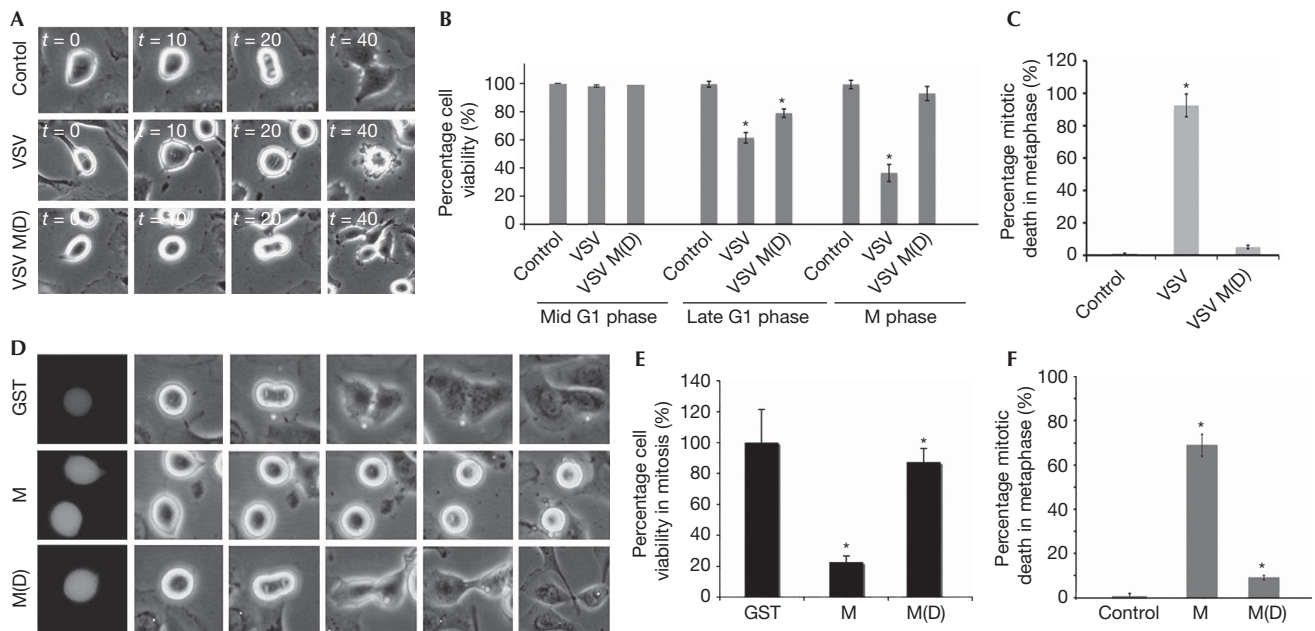 A
Contol
t = 0
t = 10
t = 20
t = 40
VSV
t = 0
t = 10
t = 20
t = 40
VSV M(D)
t = 0
t = 10
t = 20
t = 40
B
Percentage cell
viability (%)
100
80
60
40
20
0
*
*
*
Control
VSV
VSV M(D)
Control
VSV
VSV M(D)
Control
VSV
VSV M(D)
Mid G1 phase
Late G1 phase
M phase
C
Percentage mitotic
death in metaphase (%)
120
100
80
60
40
20
0
*
Control
VSV
VSV M(D)
D
GST
M
M(D)
E
Percentage cell
viability in mitosis (%)
140
120
100
80
60
40
20
0
*
*
GST
M
M(D)
F
Percentage mitotic
death in metaphase (%)
100
80
60
40
20
0
*
*
Control
M
M(D)